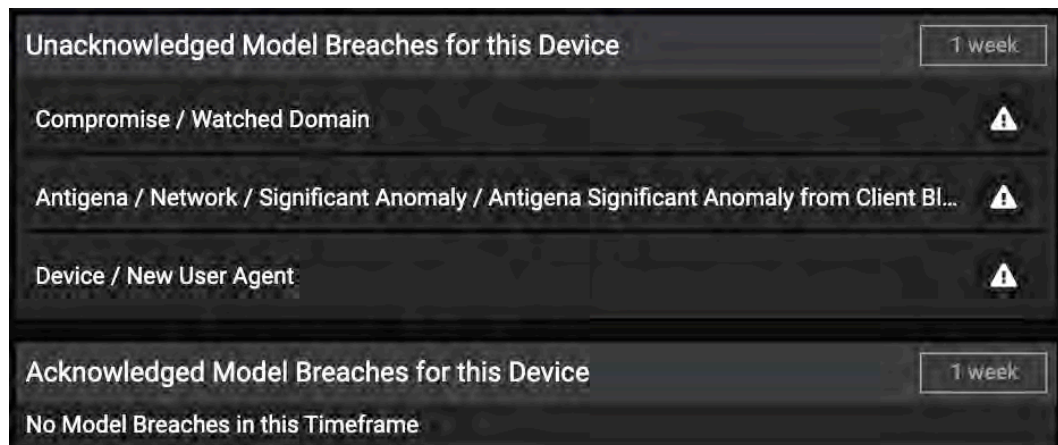 Unacknowledged Model Breaches for this Device 1 week
Compromise / Watched Domain
Antigena / Network / Significant Anomaly / Antigena Significant Anomaly from Client Bl...
Device / New User Agent
Acknowledged Model Breaches for this Device 1 week
No Model Breaches in this Timeframe